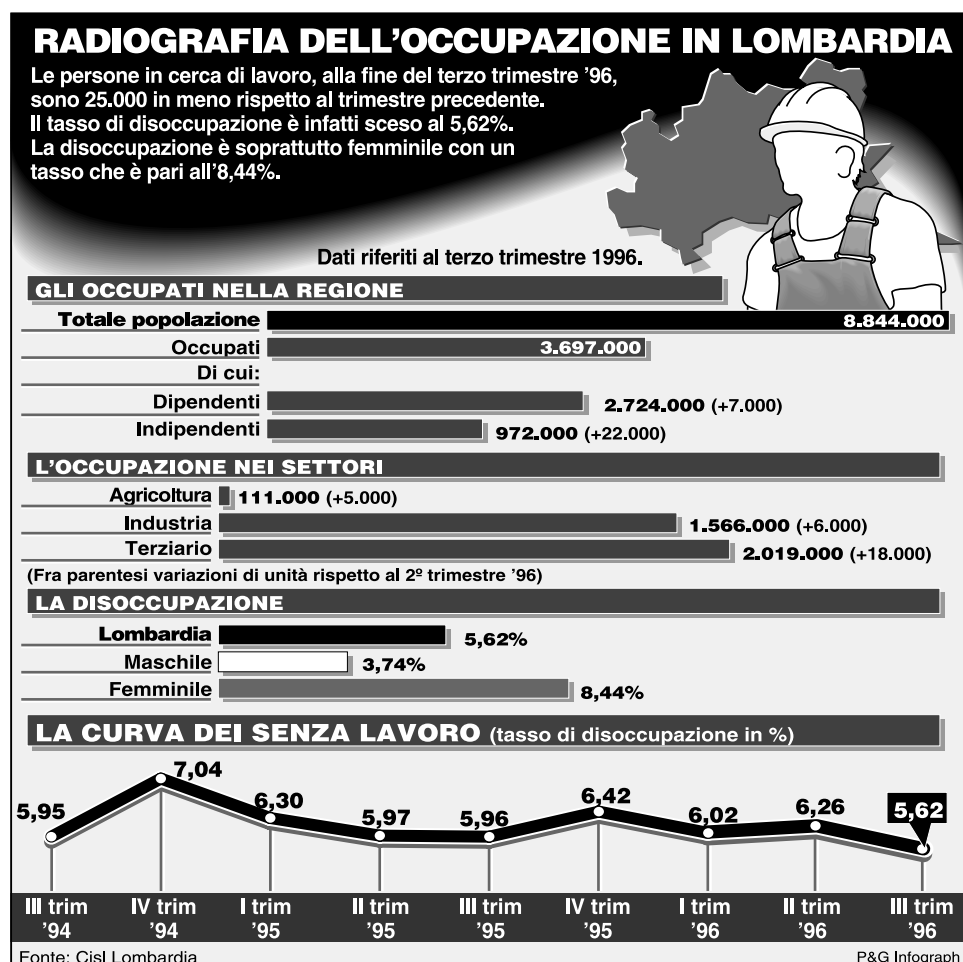 RADIOGRAFIA DELL'OCCUPAZIONE IN LOMBARDIA
Le persone in cerca di lavoro, alla fine del terzo trimestre '96,
sono 25.000 in meno rispetto al trimestre precedente.
Il tasso di disoccupazione è infatti sceso al 5,62%.
La disoccupazione è soprattutto femminile con un
tasso che è pari all'8,44%.
Dati riferiti al terzo trimestre 1996.
GLI OCCUPATI NELLA REGIONE
Totale popolazione 8.844.000
Occupati 3.697.000
Di cui:
Dipendenti 2.724.000 (+7.000)
Indipendenti 972.000 (+22.000)
L'OCCUPAZIONE NEI SETTORI
Agricoltura 111.000 (+5.000)
Industria 1.566.000 (+6.000)
Terziario 2.019.000 (+18.000)
(Fra parentesi variazioni di unità rispetto al 2º trimestre '96)
LA DISOCCUPAZIONE
Lombardia 5,62%
Maschile 3,74%
Femminile 8,44%
LA CURVA DEI SENZA LAVORO (tasso di disoccupazione in %)
5,95 7,04 6,30 5,97 5,96 6,42 6,02 6,26 5,62
III trim IV trim I trim II trim III trim IV trim I trim II trim III trim
'94 '94 '95 '95 '95 '95 '96 '96 '96
Fonte: Cisl Lombardia P&G Infograph